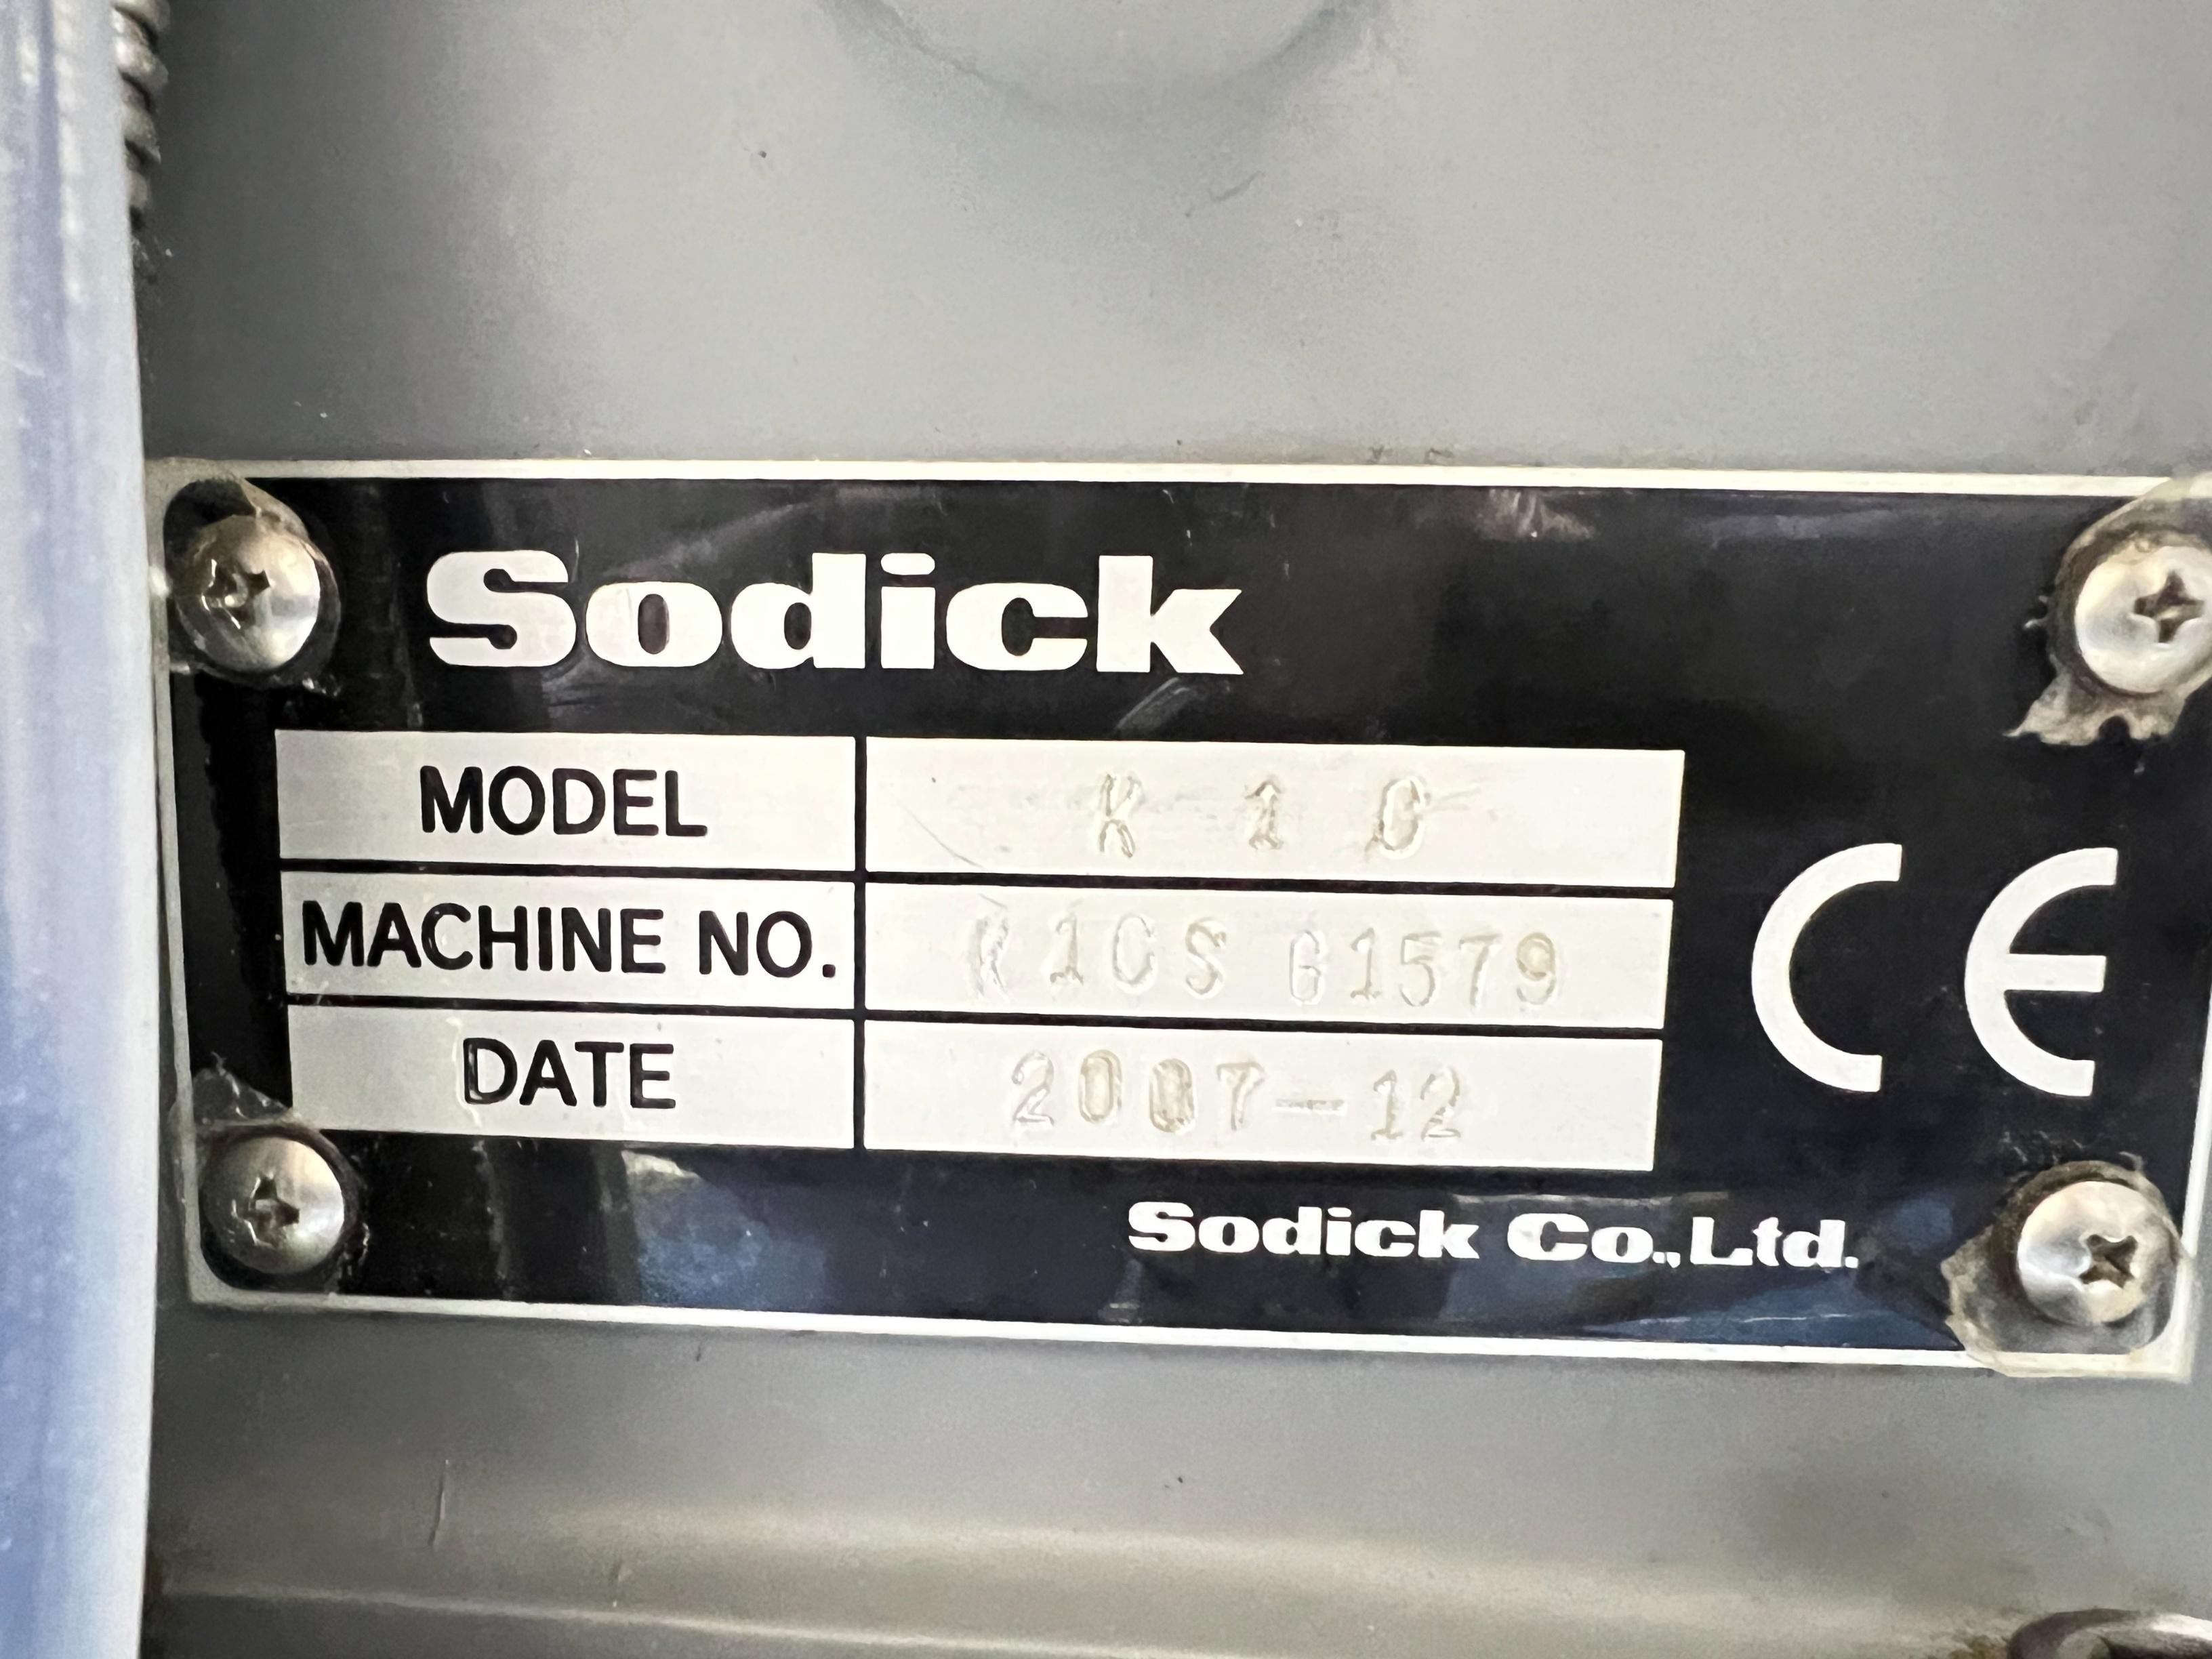 Sodick
MODEL K 1 C
MACHINE NO. K1CS G1579
DATE 2007-12
CE
Sodick Co.,Ltd.